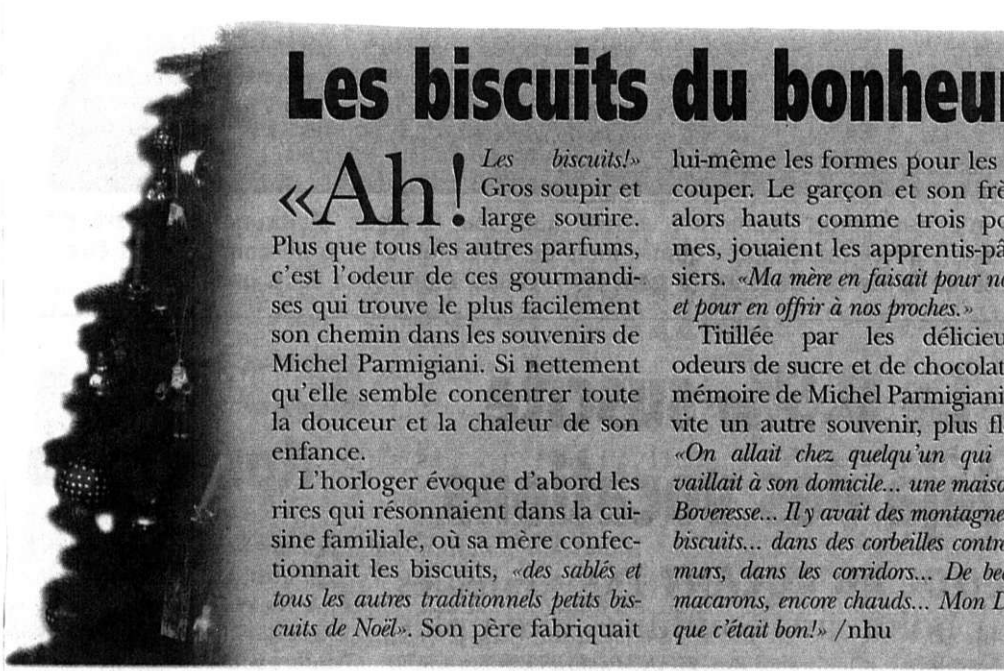 Les biscuits du bonheu
«Ah! Les biscuits!»
Gros soupir et
large sourire.
Plus que tous les autres parfums,
c'est l'odeur de ces gourmandi-
ses qui trouve le plus facilement
son chemin dans les souvenirs de
Michel Parmigiani. Si nettement
qu'elle semble concentrer toute
la douceur et la chaleur de son
enfance.
L'horloger évoque d'abord les
rires qui résonnaient dans la cui-
sine familiale, où sa mère confec-
tionnait les biscuits, «des sablés et
tous les autres traditionnels petits bis-
cuits de Noël». Son père fabriquait
lui-même les formes pour les
couper. Le garçon et son frè
alors hauts comme trois po
mes, jouaient les apprentis-pâ
siers. «Ma mère en faisait pour n
et pour en offrir à nos proches.»
Titillée par les délicieu
odeurs de sucre et de chocolat
mémoire de Michel Parmigiani
vite un autre souvenir, plus fl
«On allait chez quelqu'un qui
vaillait à son domicile... une maiso
Boveresse... Il y avait des montagne
biscuits... dans des corbeilles contr
murs, dans les corridors... De be
macarons, encore chauds... Mon D
que c'était bon!» /nhu